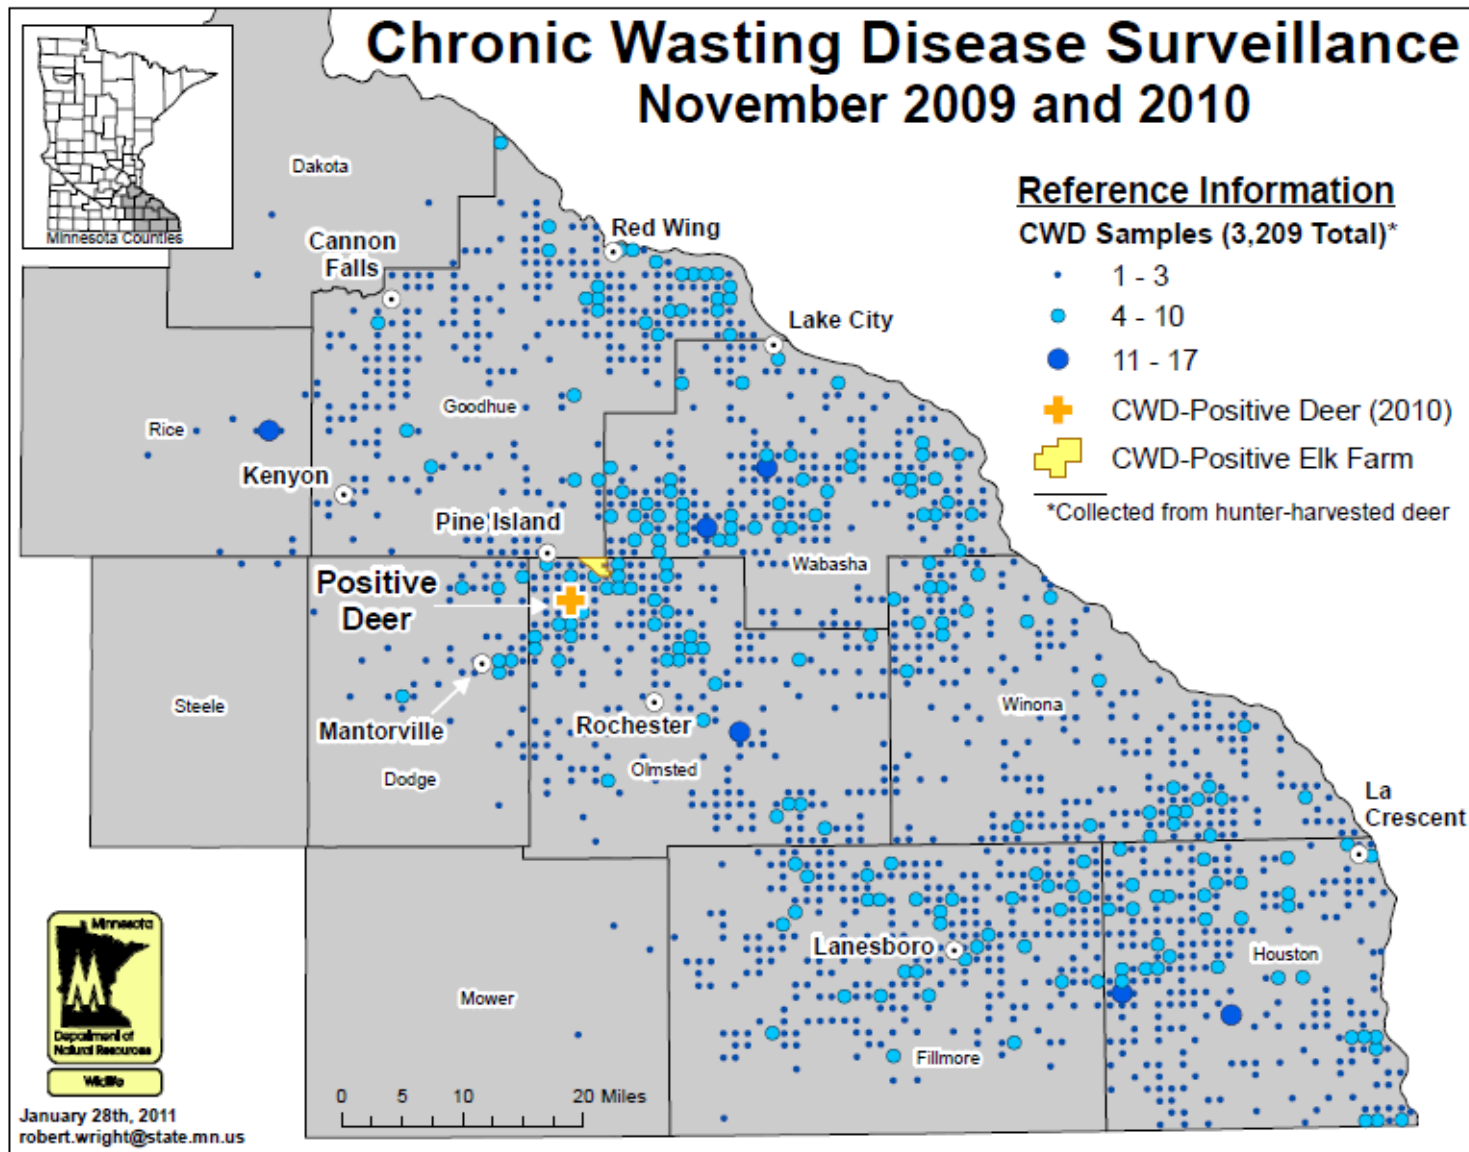 Chronic Wasting Disease Surveillance
November 2009 and 2010
Minnesota Counties
Reference Information
CWD Samples (3,209 Total)*
1 - 3
4 - 10
11 - 17
CWD-Positive Deer (2010)
CWD-Positive Elk Farm
*Collected from hunter-harvested deer
Dakota
Cannon
Falls
Red Wing
Lake City
Goodhue
Rice
Kenyon
Pine Island
Wabasha
Positive
Deer
Steele
Mantorville
Rochester
Winona
Dodge
Olmsted
La
Crescent
Lanesboro
Houston
Mower
Fillmore
Minnesota
M
Department of
Natural Resources
Wildlife
0 5 10 20 Miles
January 28th, 2011
robert.wright@state.mn.us